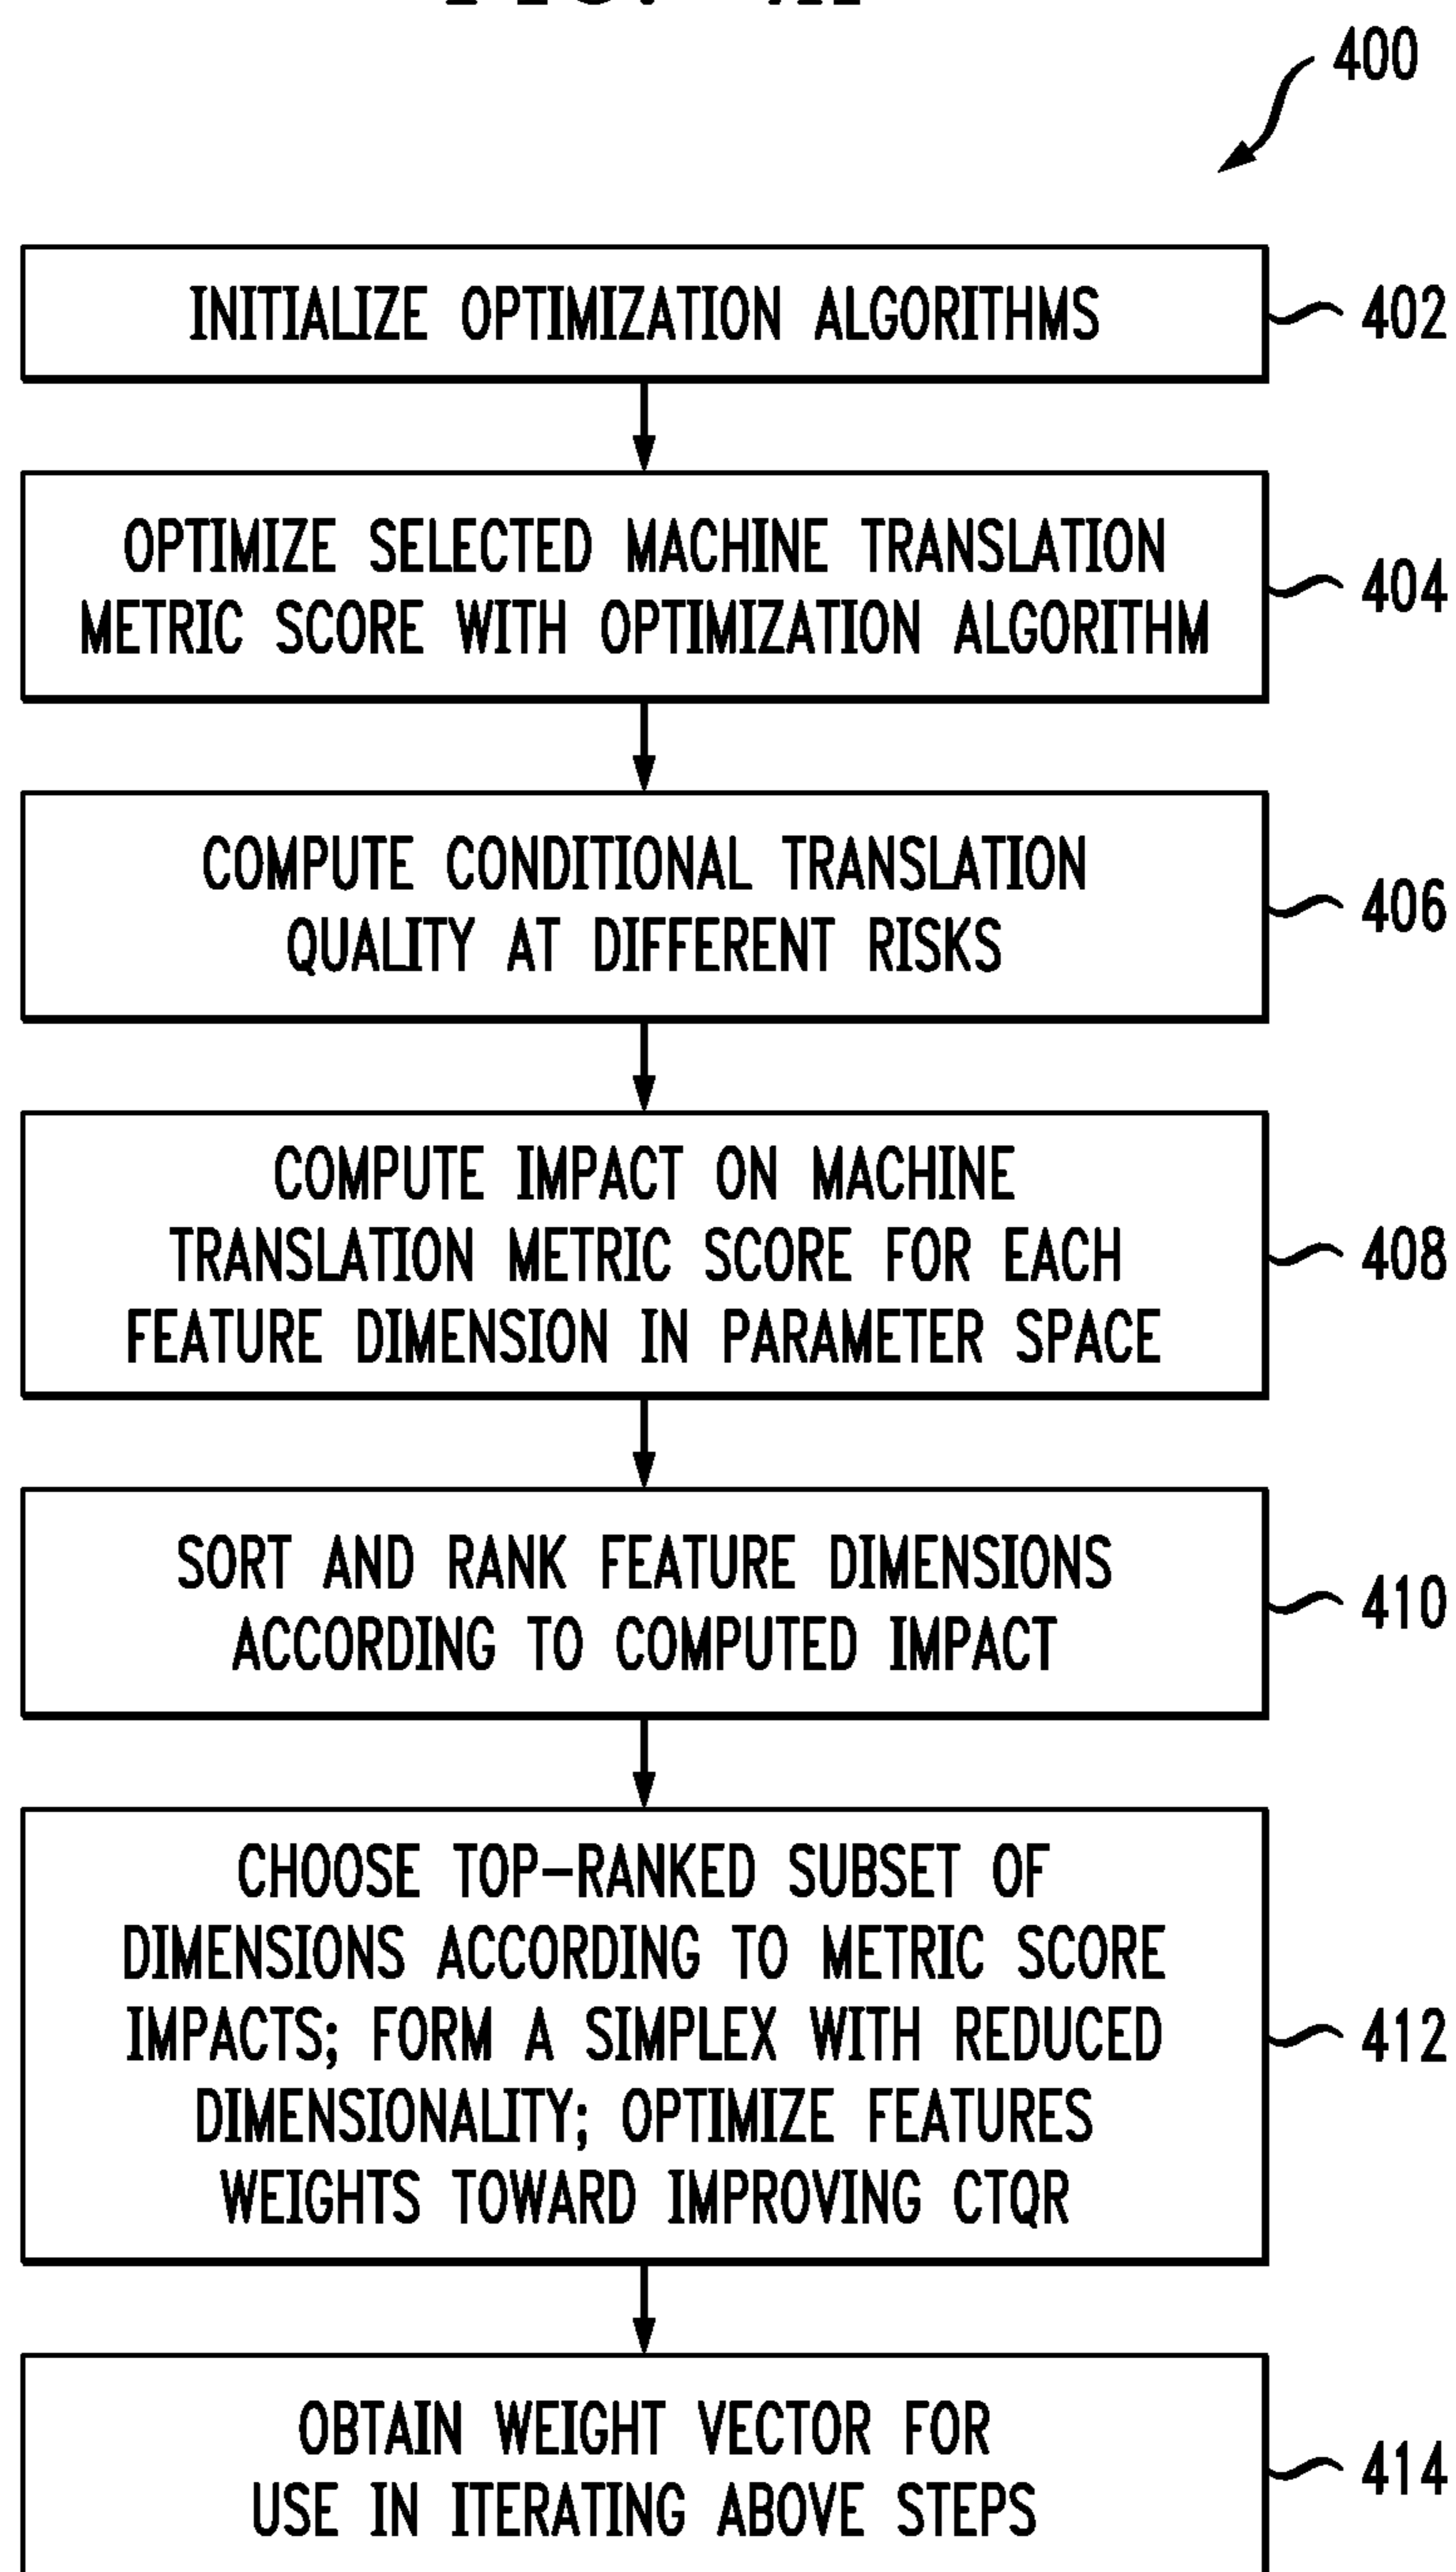 400
INITIALIZE OPTIMIZATION ALGORITHMS
402
OPTIMIZE SELECTED MACHINE TRANSLATION
METRIC SCORE WITH OPTIMIZATION ALGORITHM
404
COMPUTE CONDITIONAL TRANSLATION
QUALITY AT DIFFERENT RISKS
406
COMPUTE IMPACT ON MACHINE
TRANSLATION METRIC SCORE FOR EACH
FEATURE DIMENSION IN PARAMETER SPACE
408
SORT AND RANK FEATURE DIMENSIONS
ACCORDING TO COMPUTED IMPACT
410
CHOOSE TOP-RANKED SUBSET OF
DIMENSIONS ACCORDING TO METRIC SCORE
IMPACTS; FORM A SIMPLEX WITH REDUCED
DIMENSIONALITY; OPTIMIZE FEATURES
WEIGHTS TOWARD IMPROVING CTQR
412
OBTAIN WEIGHT VECTOR FOR
USE IN ITERATING ABOVE STEPS
414